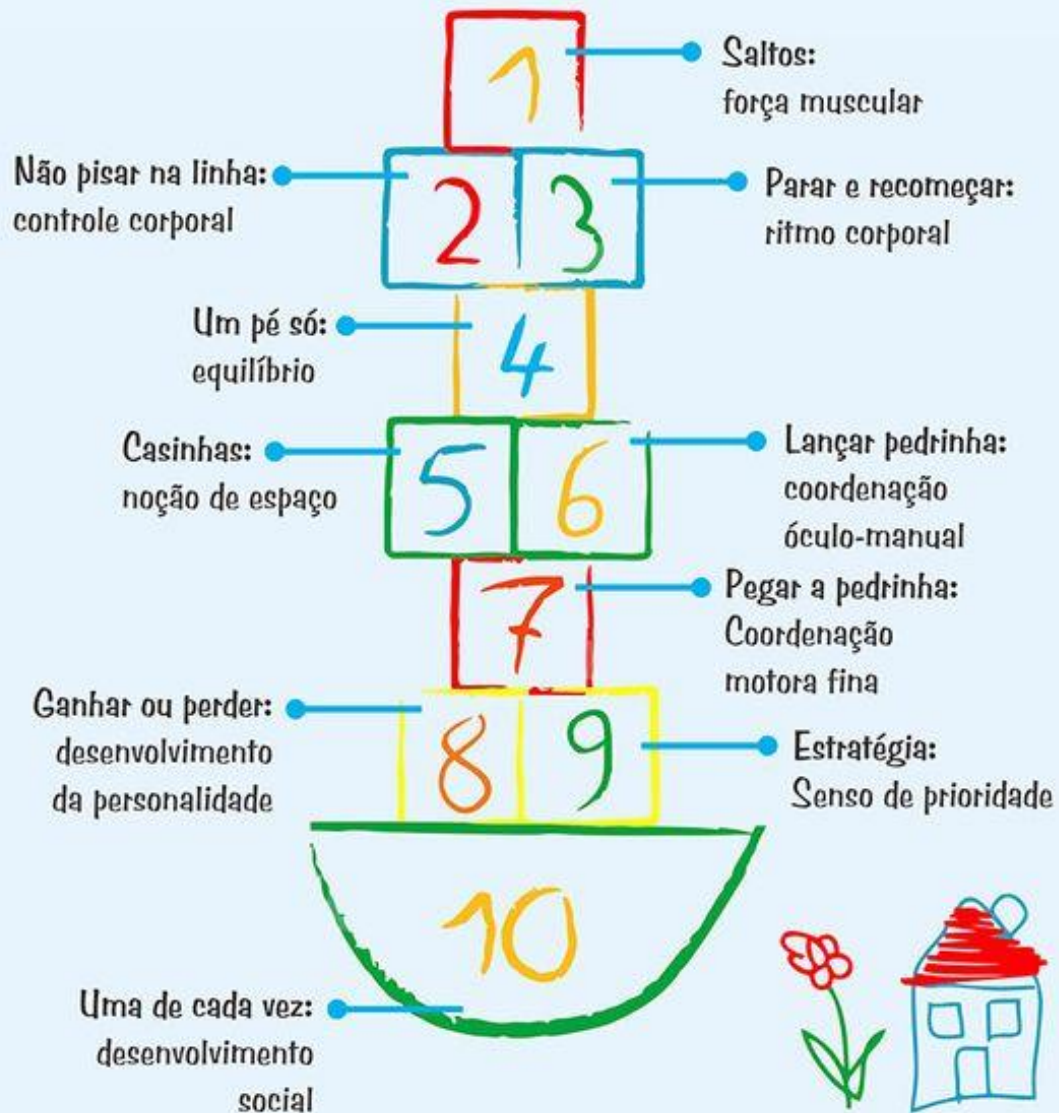 1
Saltos:
força muscular
Não pisar na linha:
controle corporal
2
3
Parar e recomeçar:
ritmo corporal
Um pé só:
equilíbrio
4
Casinhas:
noção de espaço
5
6
Lançar pedrinha:
coordenação
óculo-manual
7
Pegar a pedrinha:
Coordenação
motora fina
Ganhar ou perder:
desenvolvimento
da personalidade
8
9
Estratégia:
Senso de prioridade
10
Uma de cada vez:
desenvolvimento
social